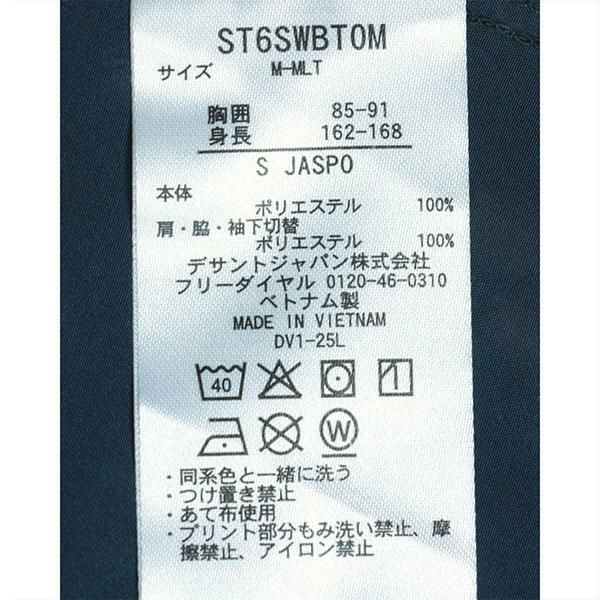 ST6SWBT0M
サイズ M-MLT
胸囲 85-91
身長 162-168
S JASPO
本体
ポリエステル 100%
肩・脇・袖下切替
ポリエステル 100%
デサントジャパン株式会社
フリーダイヤル 0120-46-0310
ベトナム製
MADE IN VIETNAM
DV1-25L
40
W
・同系色と一緒に洗う
・つけ置き禁止
・あて布使用
・プリント部分もみ洗い禁止、摩
擦禁止、アイロン禁止